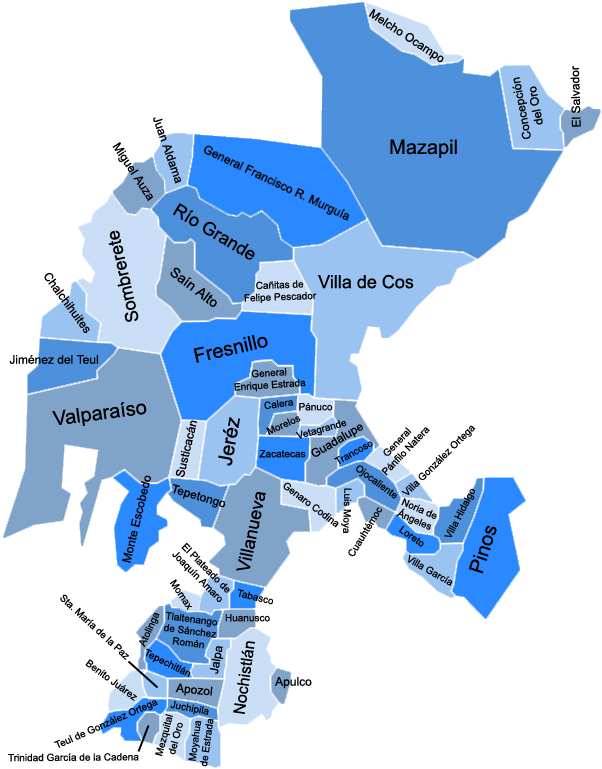 Melcho Ocampo
Concepción
del Oro
El Salvador
Mazapil
Juan Aldama
Miguel Auza
General Francisco R. Murguía
Río Grande
Sombrerete
Saín Alto
Cañitas de
Felipe Pescador
Villa de Cos
Chalchihuites
Jiménez del Teul
Fresnillo
General
Enrique Estrada
Valparaíso
Calera
Pánuco
Morelos
Vetagrande
Jeréz
Susticacán
Zacatecas
Guadalupe
Trancoso
General
Pánfilo Natera
Villa González Ortega
Ojocaliente
Tepetongo
Monte Escobedo
Villanueva
Genaro Codina
Luis Moya
Cuauhtémoc
Noria de
Ángeles
Loreto
Villa Hidalgo
Villa García
Pinos
El Plateado de
Joaquín Amaro
Tabasco
Momax
Huanusco
Atolinga
Tlaltenango
de Sánchez
Román
Sta. María de la Paz
Tepechitlán
Jalpa
Nochistlán
Apulco
Benito Juárez
Apozol
Teul de González Ortega
Juchipila
Trinidad García de la Cadena
Mezquital
del Oro
Moyahua
de Estrada